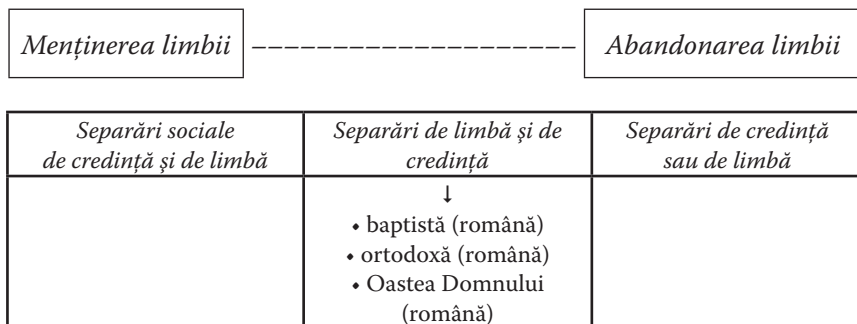 Menținerea limbii
Abandonarea limbii
Separări sociale
de credință și de limbă
Separări de limbă și de
credință
Separări de credință
sau de limbă
↓
• baptistă (română)
• ortodoxă (română)
• Oastea Domnului
(română)